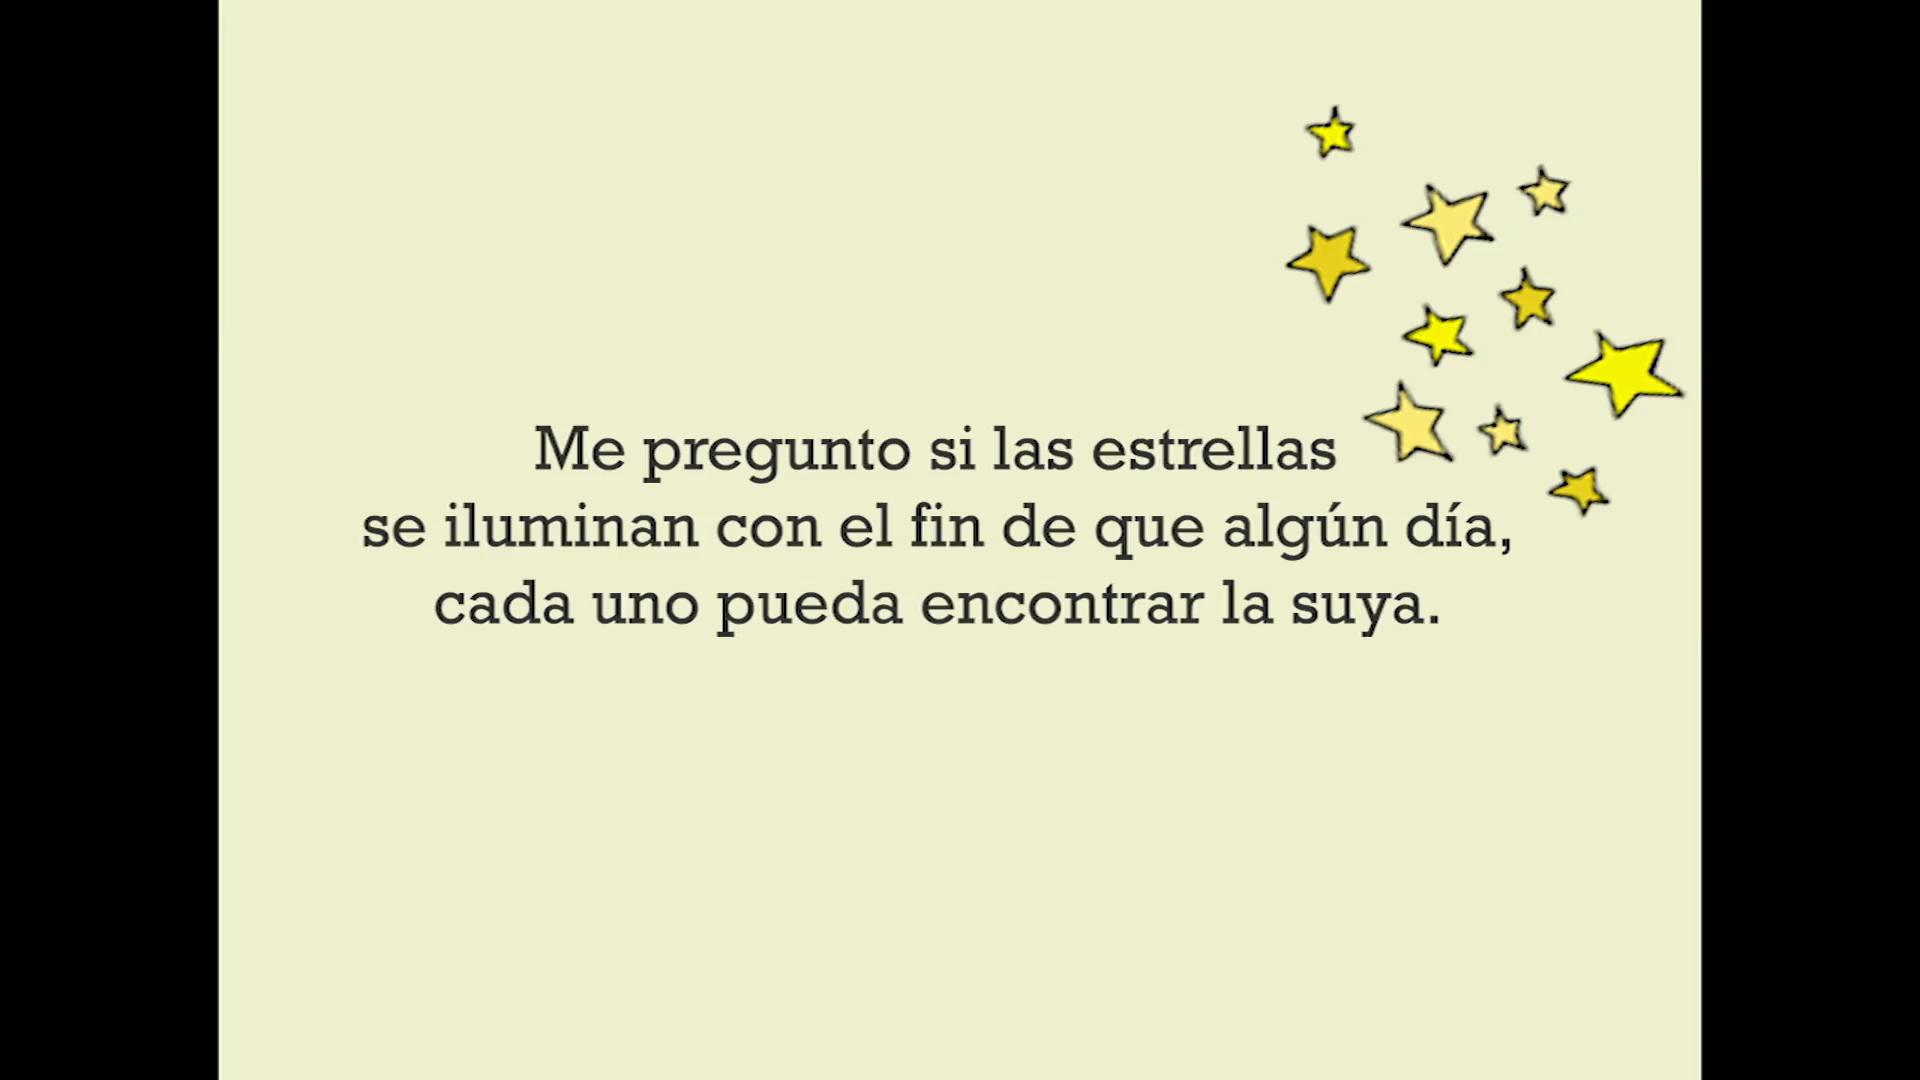 Me pregunto si las estrellas
se iluminan con el fin de que algún día,
cada uno pueda encontrar la suya.